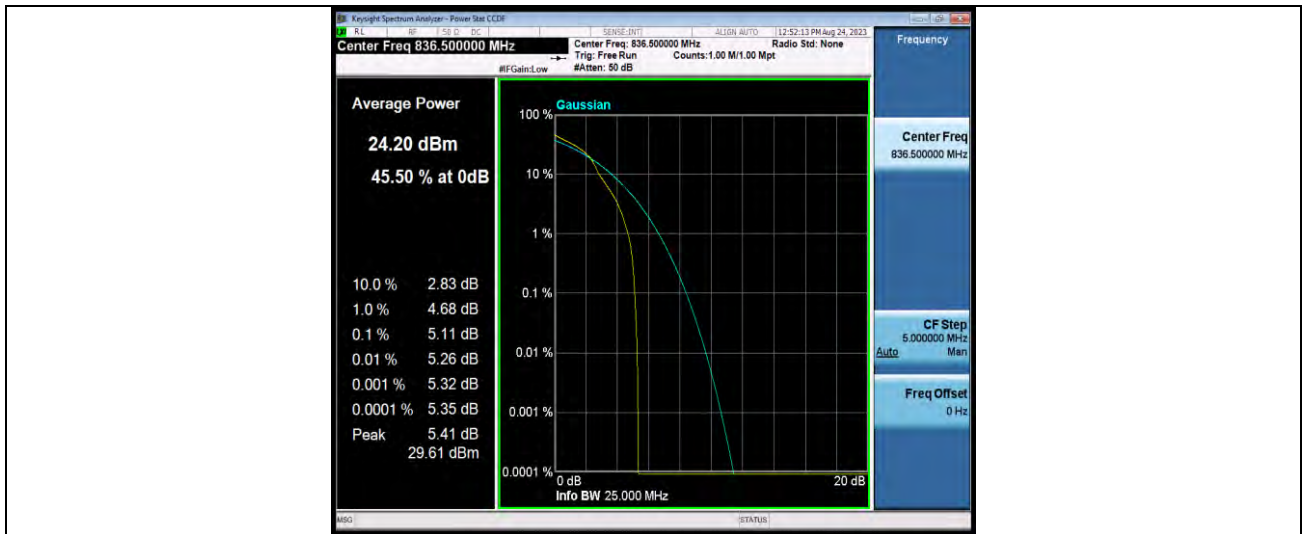 Keysight Spectrum Analyzer - Power Stat CCDF
RL RF 50 Ω DC SENSE:INT ALIGN AUTO 12:52:13 PM Aug 24, 2023
Center Freq 836.500000 MHz
Center Freq: 836.500000 MHz Radio Std: None
Trig: Free Run Counts:1.00 M/1.00 Mpt
#IFGain:Low #Atten: 50 dB
Frequency
Average Power
24.20 dBm
45.50 % at 0dB
10.0 % 2.83 dB
1.0 % 4.68 dB
0.1 % 5.11 dB
0.01 % 5.26 dB
0.001 % 5.32 dB
0.0001 % 5.35 dB
Peak 5.41 dB
29.61 dBm
Gaussian
100 %
10 %
1 %
0.1 %
0.01 %
0.001 %
0.0001 %
0 dB 20 dB
Info BW 25.000 MHz
Center Freq
836.500000 MHz
CF Step
5.000000 MHz
Auto Man
Freq Offset
0 Hz
MSG STATUS